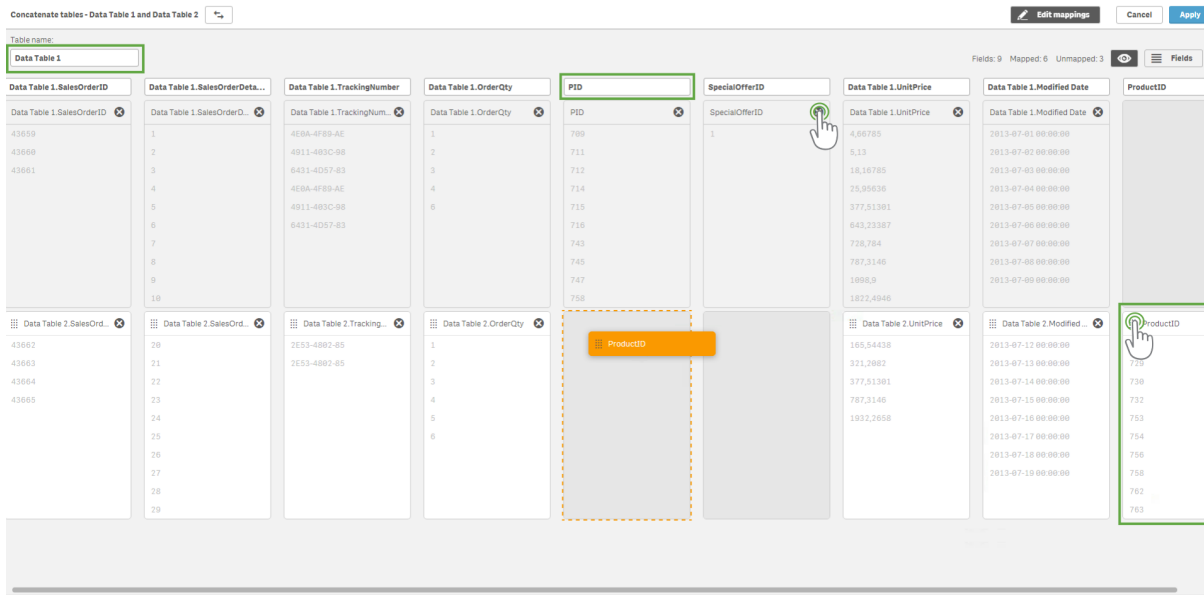 Concatenate tables - Data Table 1 and Data Table 2
Edit mappings
Cancel
Apply
Table name:
Data Table 1
Fields: 9 Mapped: 6 Unmapped: 3
Fields
Data Table 1.SalesOrderID
Data Table 1.SalesOrderDeta...
Data Table 1.TrackingNumber
Data Table 1.OrderQty
PID
SpecialOfferID
Data Table 1.UnitPrice
Data Table 1.Modified Date
ProductID
Data Table 1.SalesOrderID
43659
43660
43661
Data Table 1.SalesOrderD...
1
2
3
4
5
6
7
8
9
10
Data Table 1.TrackingNum...
4E0A-4F89-AE
4911-403C-98
6431-4D57-83
4E0A-4F89-AE
4911-403C-98
6431-4D57-83
Data Table 1.OrderQty
1
2
3
4
6
PID
709
711
712
714
715
716
743
745
747
758
SpecialOfferID
1
Data Table 1.UnitPrice
4,66785
5,13
18,16785
25,95636
377,51301
643,23387
728,784
787,3146
1098,9
1822,4946
Data Table 1.Modified Date
2013-07-01 00:00:00
2013-07-02 00:00:00
2013-07-03 00:00:00
2013-07-04 00:00:00
2013-07-05 00:00:00
2013-07-06 00:00:00
2013-07-07 00:00:00
2013-07-08 00:00:00
2013-07-09 00:00:00
Data Table 2.SalesOrd...
43662
43663
43664
43665
Data Table 2.SalesOrd...
20
21
22
23
24
25
26
27
28
29
Data Table 2.Tracking...
2E53-4802-85
2E53-4802-85
Data Table 2.OrderQty
1
2
3
4
5
6
ProductID
Data Table 2.UnitPrice
165,54438
321,2082
377,51301
787,3146
1932,2658
Data Table 2.Modified ...
2013-07-12 00:00:00
2013-07-13 00:00:00
2013-07-14 00:00:00
2013-07-15 00:00:00
2013-07-16 00:00:00
2013-07-17 00:00:00
2013-07-18 00:00:00
2013-07-19 00:00:00
ProductID
729
730
732
753
754
756
758
762
763